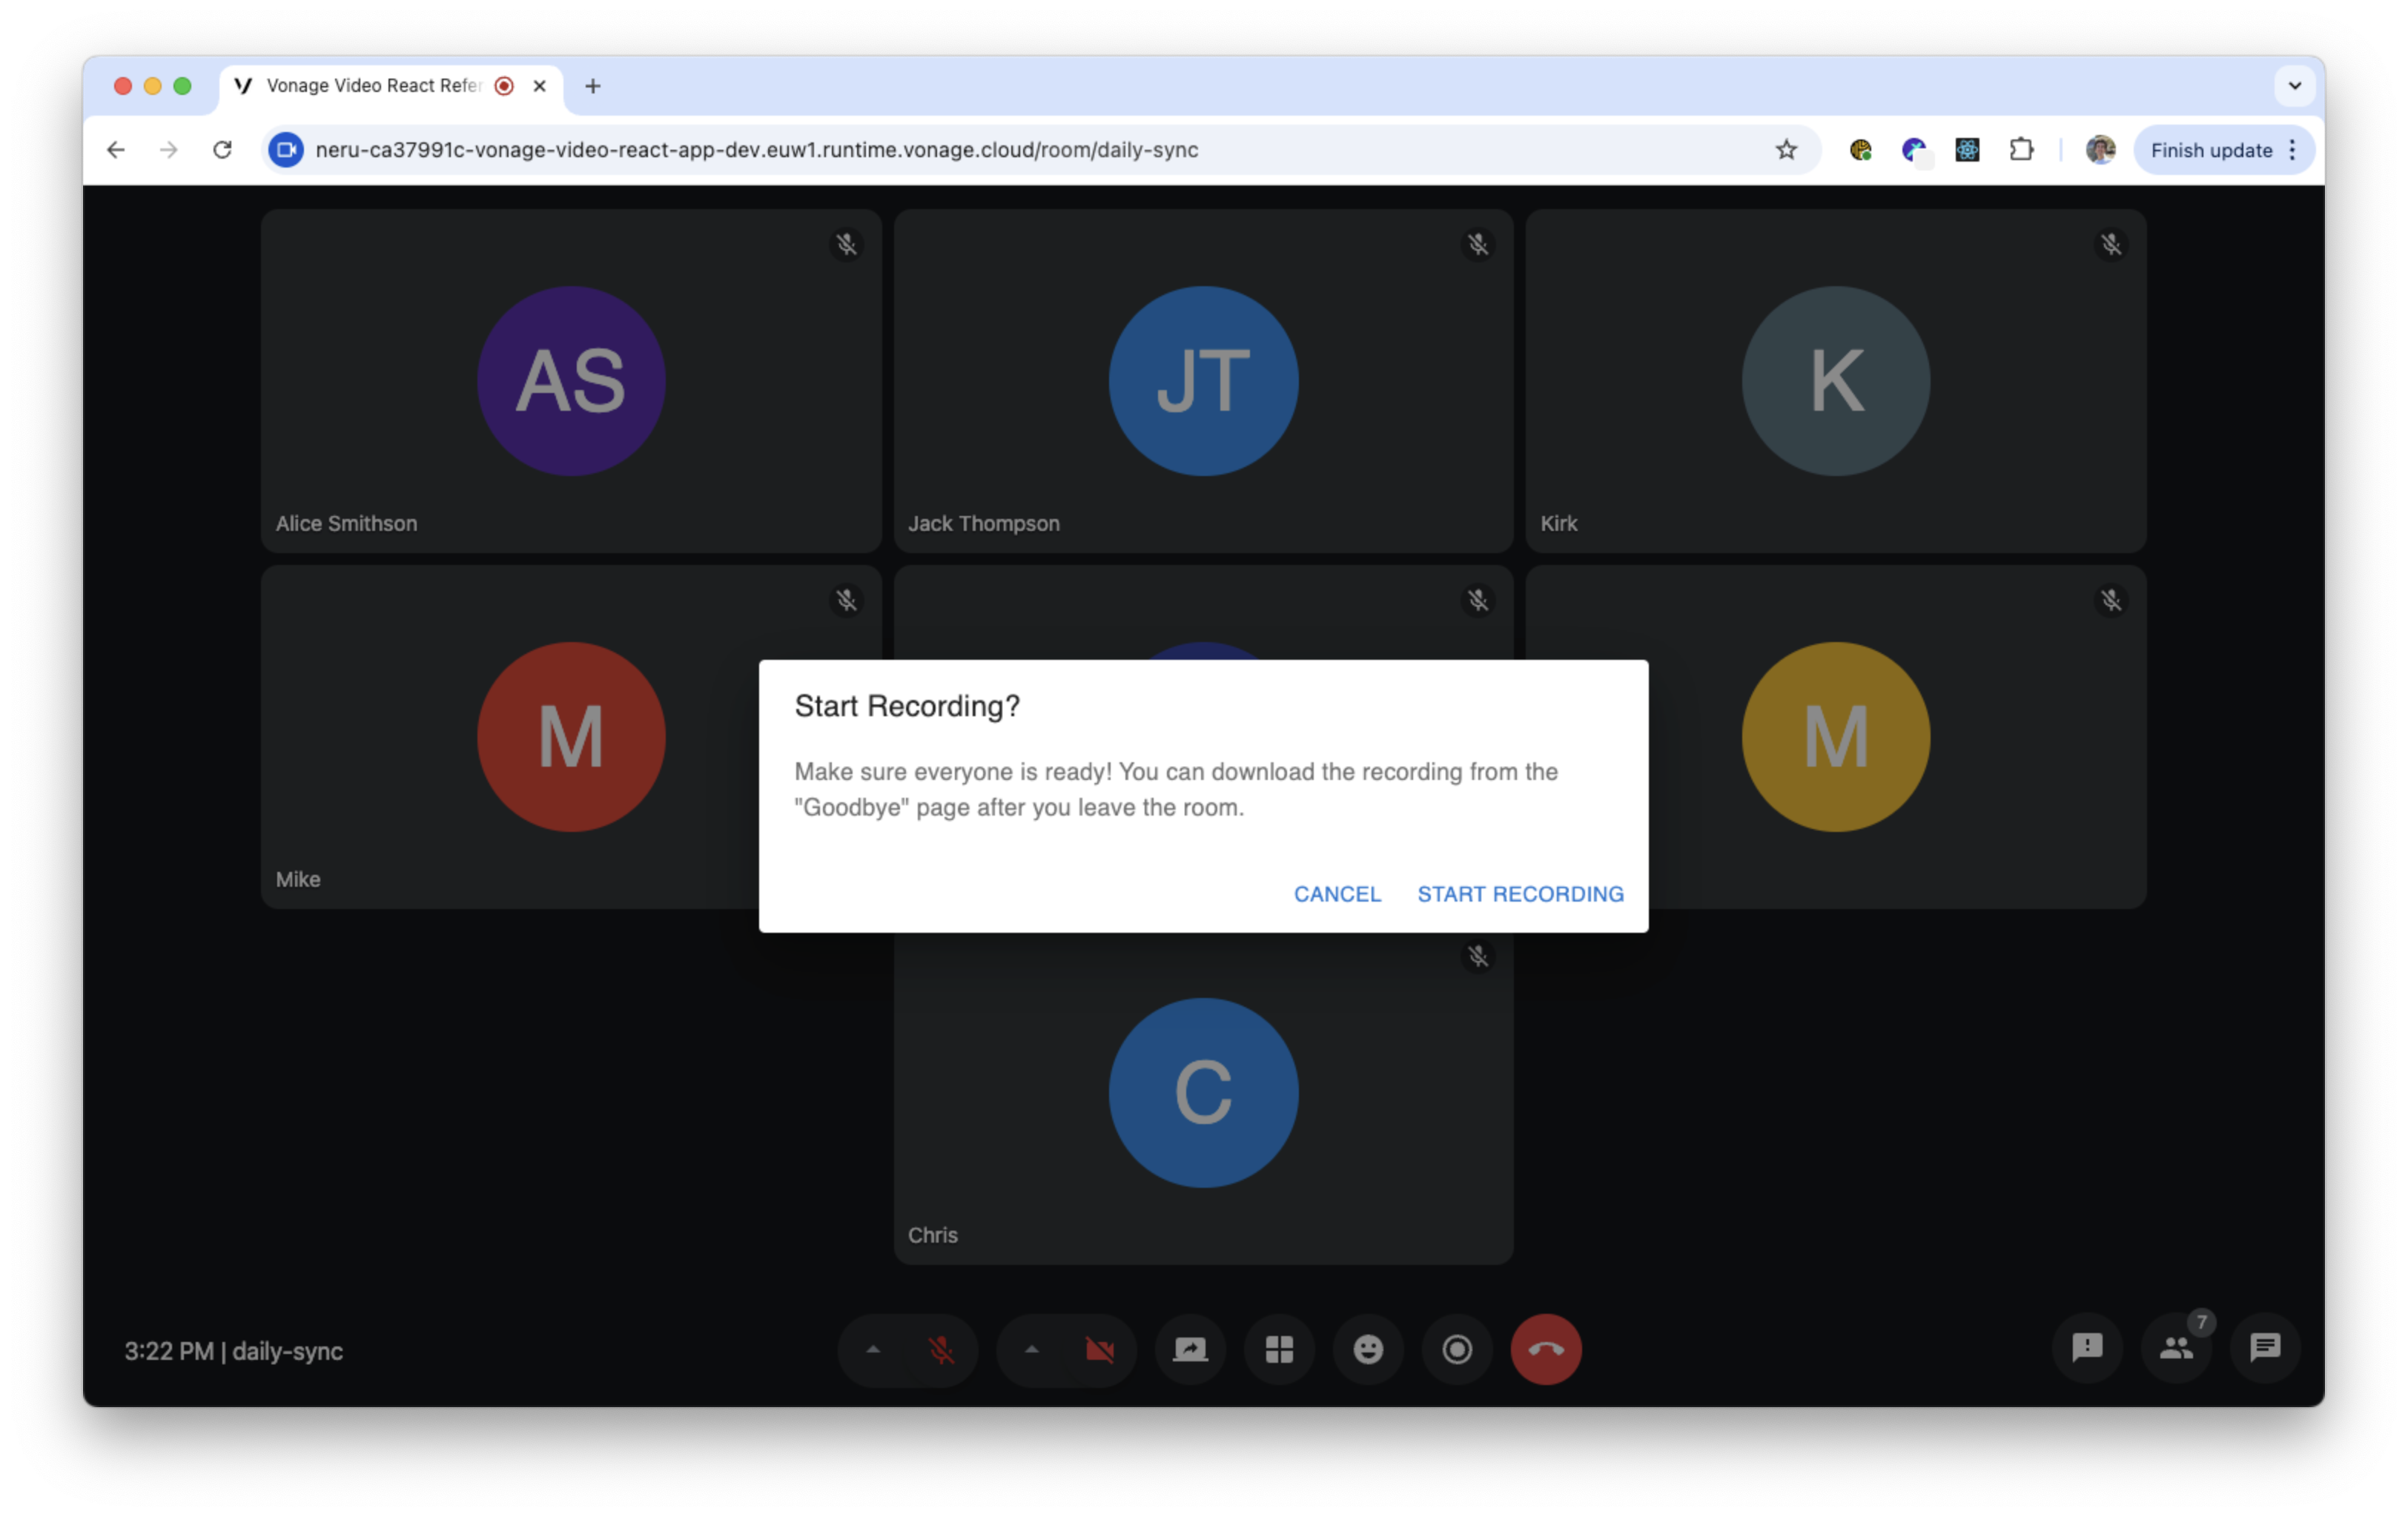 Vonage Video React Refer
neru-ca37991c-vonage-video-react-app-dev.euw1.runtime.vonage.cloud/room/daily-sync
Finish update
AS
JT
K
Alice Smithson
Jack Thompson
Kirk
M
M
Mike
Start Recording?
Make sure everyone is ready! You can download the recording from the
"Goodbye" page after you leave the room.
CANCEL START RECORDING
C
Chris
3:22 PM | daily-sync
7